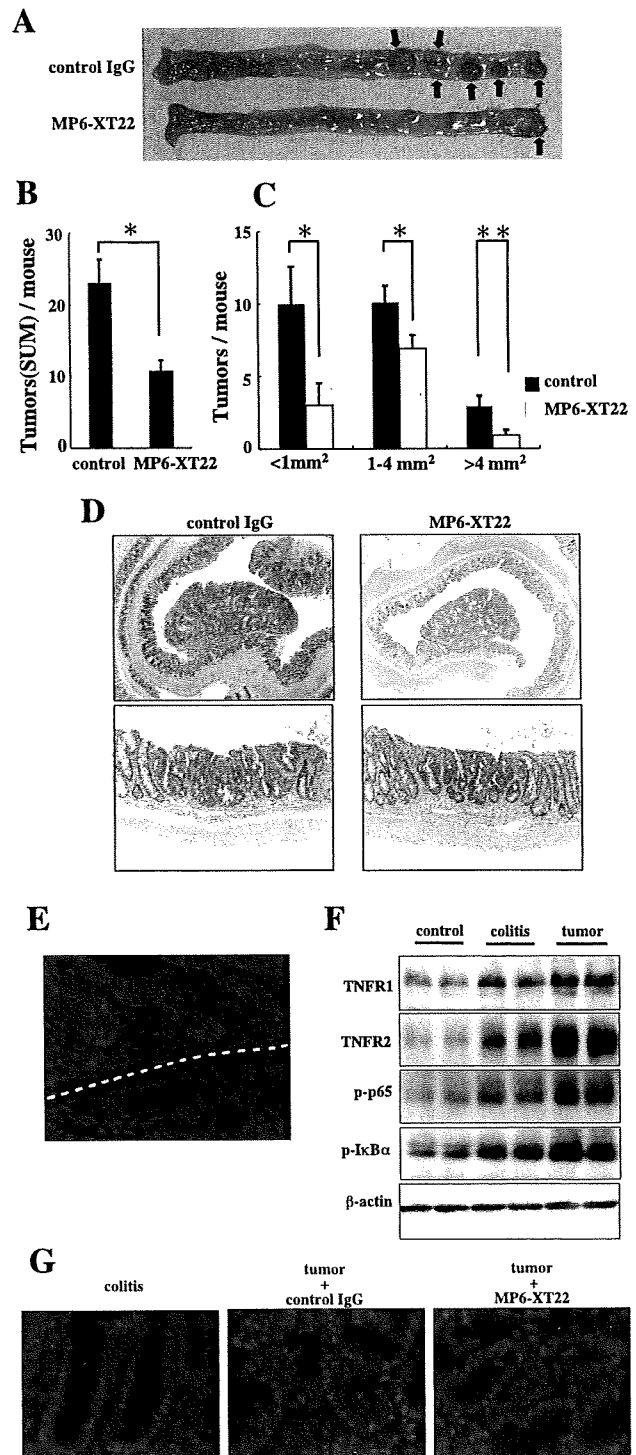 A
control IgG
MP6-XT22
B
Tumors(SUM) / mouse
30
20
10
0
*
control MP6-XT22
C
Tumors / mouse
15
10
5
0
* * **
control
MP6-XT22
<1mm² 1-4 mm² >4 mm²
D
control IgG MP6-XT22
E
F
control colitis tumor
TNFR1
TNFR2
p-p65
p-IκBα
β-actin
G
colitis
tumor
+
control IgG
tumor
+
MP6-XT22